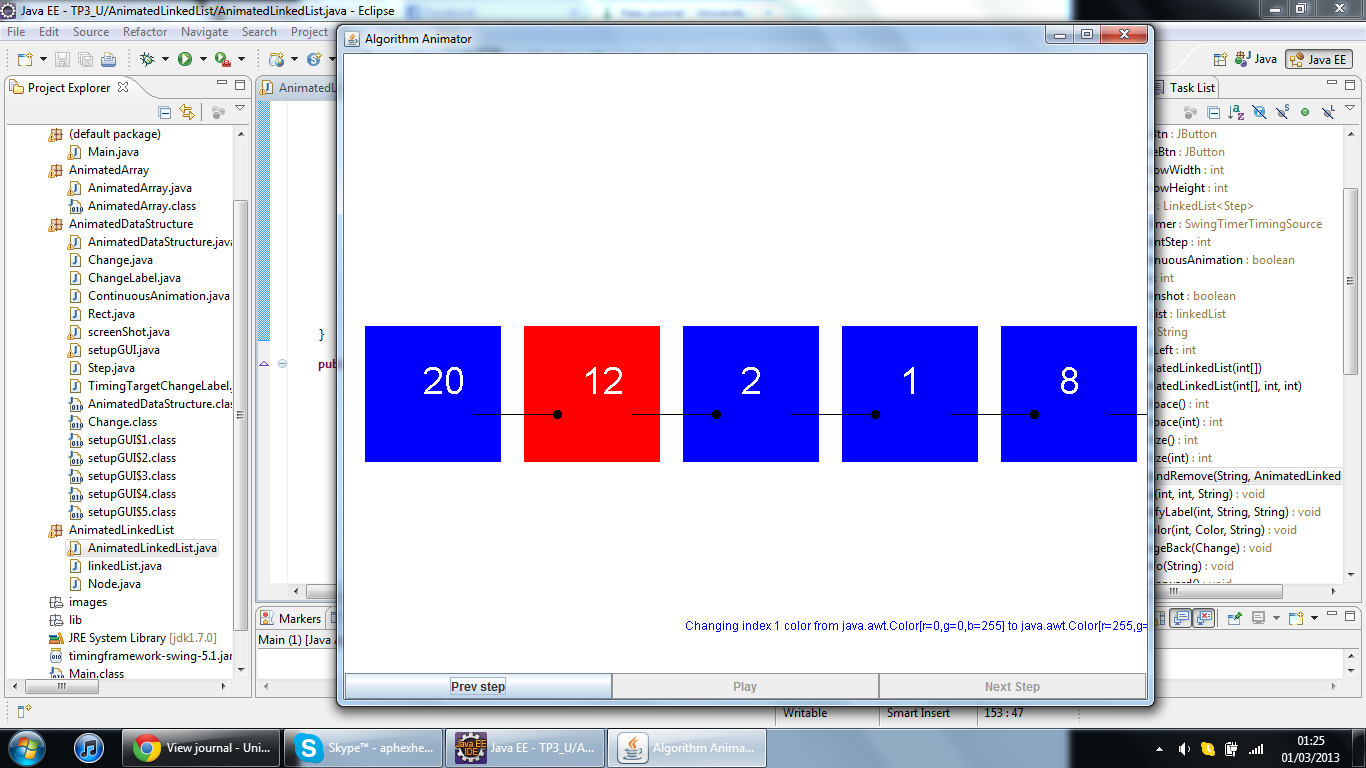 Java EE - TP3_U/AnimatedLinkedList/AnimatedLinkedList.java - Eclipse
File Edit Source Refactor Navigate Search Project
Java Java EE
Project Explorer
(default package)
Main.java
AnimatedArray
AnimatedArray.java
AnimatedArray.class
AnimatedDataStructure
AnimatedDataStructure.java
Change.java
ChangeLabel.java
ContinuousAnimation.java
Rect.java
screenShot.java
setupGUI.java
Step.java
TimingTargetChangeLabel.
AnimatedDataStructure.clas
Change.class
setupGUI$1.class
setupGUI$2.class
setupGUI$3.class
setupGUI$4.class
setupGUI$5.class
AnimatedLinkedList
AnimatedLinkedList.java
linkedList.java
Node.java
images
lib
JRE System Library [jdk1.7.0]
timingframework-swing-5.1.jar
Main.class
AnimatedL
}
pub
Markers
Main (1) [Java A
Algorithm Animator
20 12 2 1 8
Changing index 1 color from java.awt.Color[r=0,g=0,b=255] to java.awt.Color[r=255,g=
Prev step Play Next Step
Task List
Btn : JButton
eBtn : JButton
owWidth : int
owHeight : int
: LinkedList<Step>
mer : SwingTimerTimingSource
ntStep : int
nuousAnimation : boolean
: int
nshot : boolean
ist : linkedList
String
Left : int
atedLinkedList(int[])
atedLinkedList(int[], int, int)
pace() : int
pace(int) : void
ze() : int
ze(int) : void
ndRemove(String, AnimatedLinked
(int, int, String) : void
fyLabel(int, String, String) : void
olor(int, Color, String) : void
geBack(Change) : void
o(String) : void
Writable Smart Insert 153 : 47
View journal - Uni... Skype™ - aphexhe... Java EE - TP3_U/A... Algorithm Anima...
01:25
01/03/2013